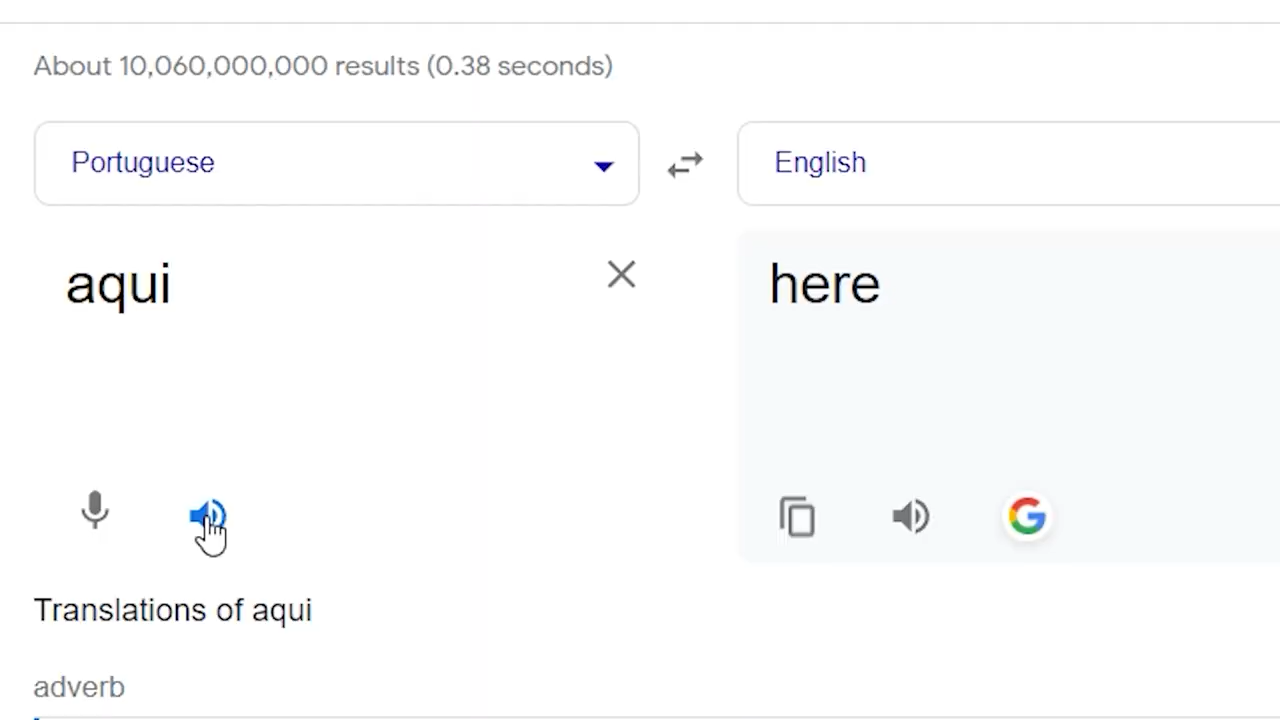 About 10,060,000,000 results (0.38 seconds)
Portuguese
English
aqui
here
Translations of aqui
adverb